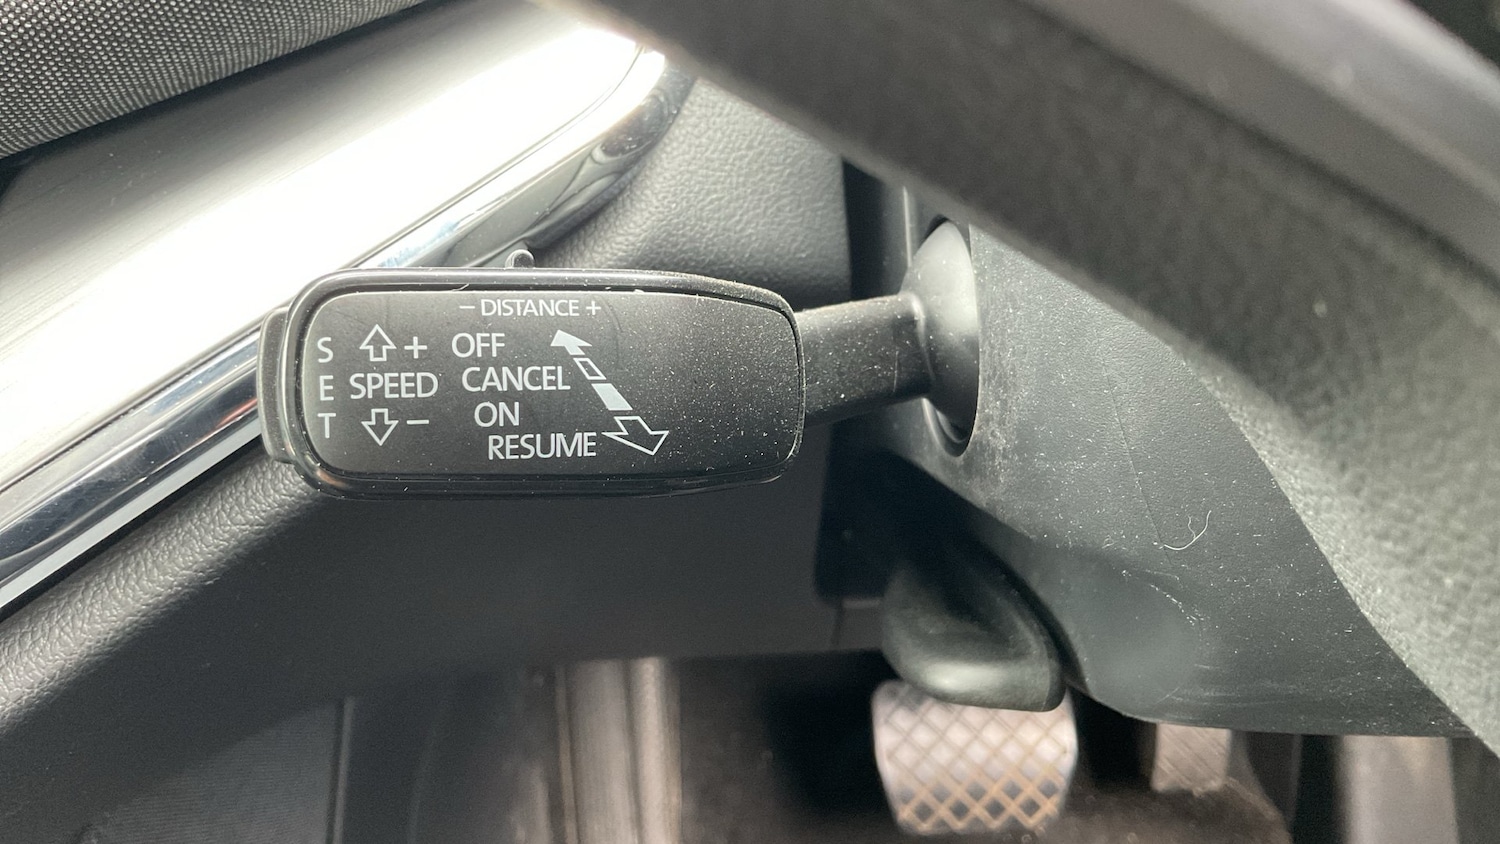 – DISTANCE +
S + OFF
E SPEED CANCEL
T – ON
RESUME